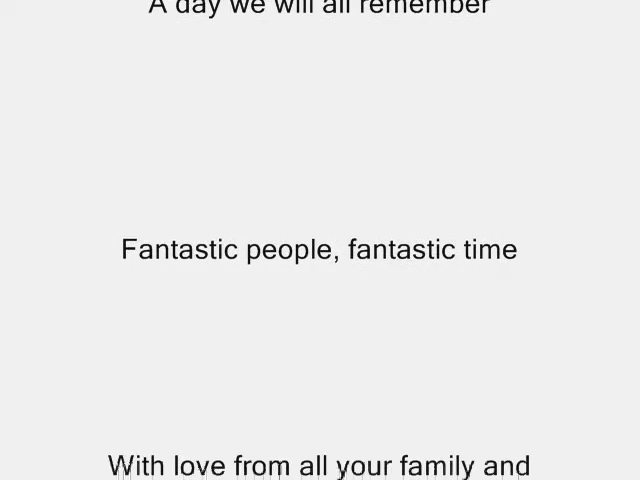 A day we will all remember
Fantastic people, fantastic time
With love from all your family and